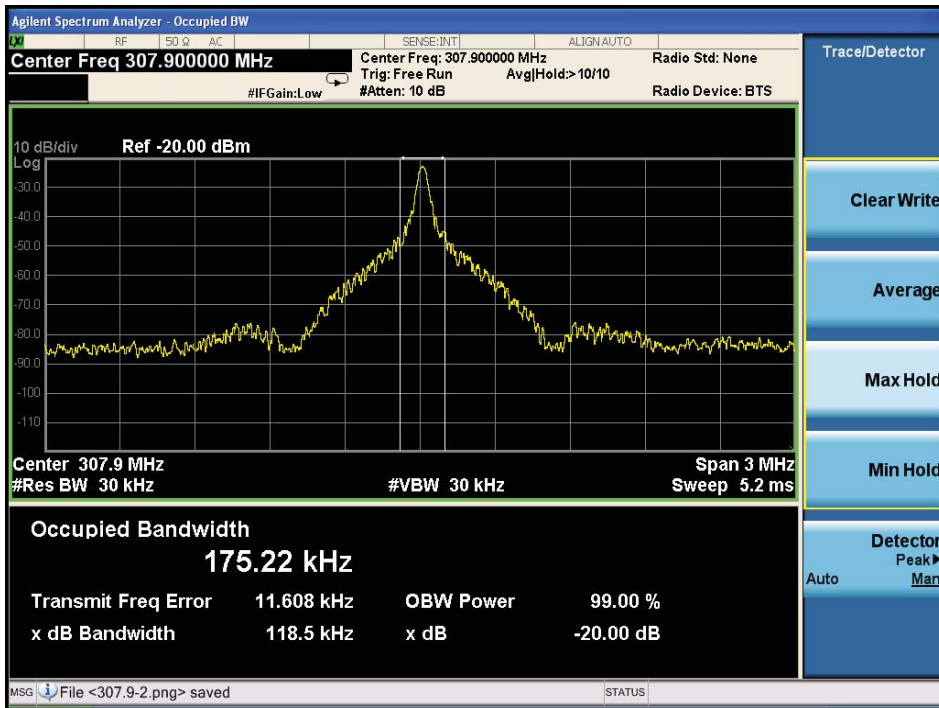 Agilent Spectrum Analyzer - Occupied BW
LXI RF 50 Ω AC SENSE:INT ALIGN AUTO
Center Freq 307.900000 MHz
Center Freq: 307.900000 MHz
Radio Std: None
Trig: Free Run Avg|Hold:>10/10
#IFGain:Low
#Atten: 10 dB
Radio Device: BTS
10 dB/div Ref -20.00 dBm
Log
-30.0
-40.0
-50.0
-60.0
-70.0
-80.0
-90.0
-100
-110
Center 307.9 MHz Span 3 MHz
#Res BW 30 kHz #VBW 30 kHz Sweep 5.2 ms
Occupied Bandwidth
175.22 kHz
Transmit Freq Error 11.608 kHz OBW Power 99.00 %
x dB Bandwidth 118.5 kHz x dB -20.00 dB
MSG File <307.9-2.png> saved STATUS
Trace/Detector
Clear Write
Average
Max Hold
Min Hold
Detector
Peak▶
Auto Man